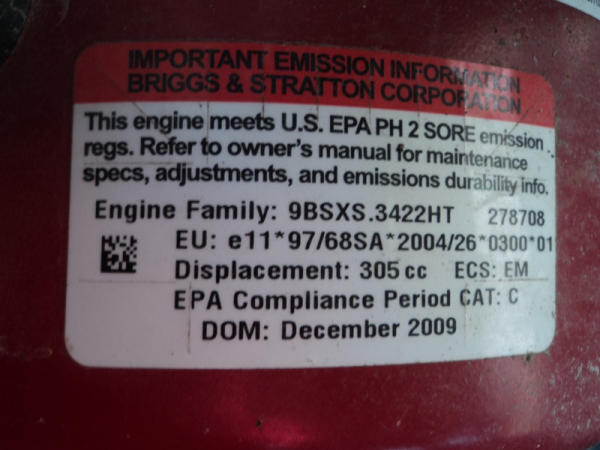 IMPORTANT EMISSION INFORMATION
BRIGGS & STRATTON CORPORATION
This engine meets U.S. EPA PH 2 SORE emission
regs. Refer to owner's manual for maintenance
specs, adjustments, and emissions durability info.
Engine Family: 9BSXS.3422HT 278708
EU: e11*97/68SA*2004/26*0300*01
Displacement: 305 cc ECS: EM
EPA Compliance Period CAT: C
DOM: December 2009